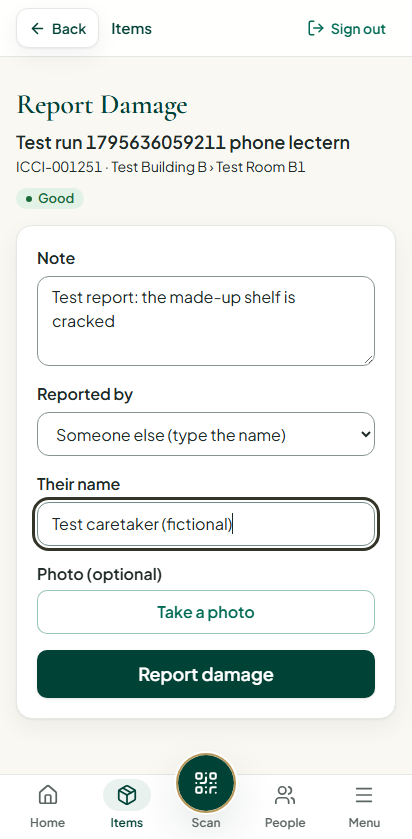 Back
Items
Sign out
Report Damage
Test run 1795636059211 phone lectern
ICCI-001251 · Test Building B › Test Room B1
Good
Note
Test report: the made-up shelf is
cracked
Reported by
Someone else (type the name)
Their name
Test caretaker (fictional)
Photo (optional)
Take a photo
Report damage
Home
Items
Scan
People
Menu